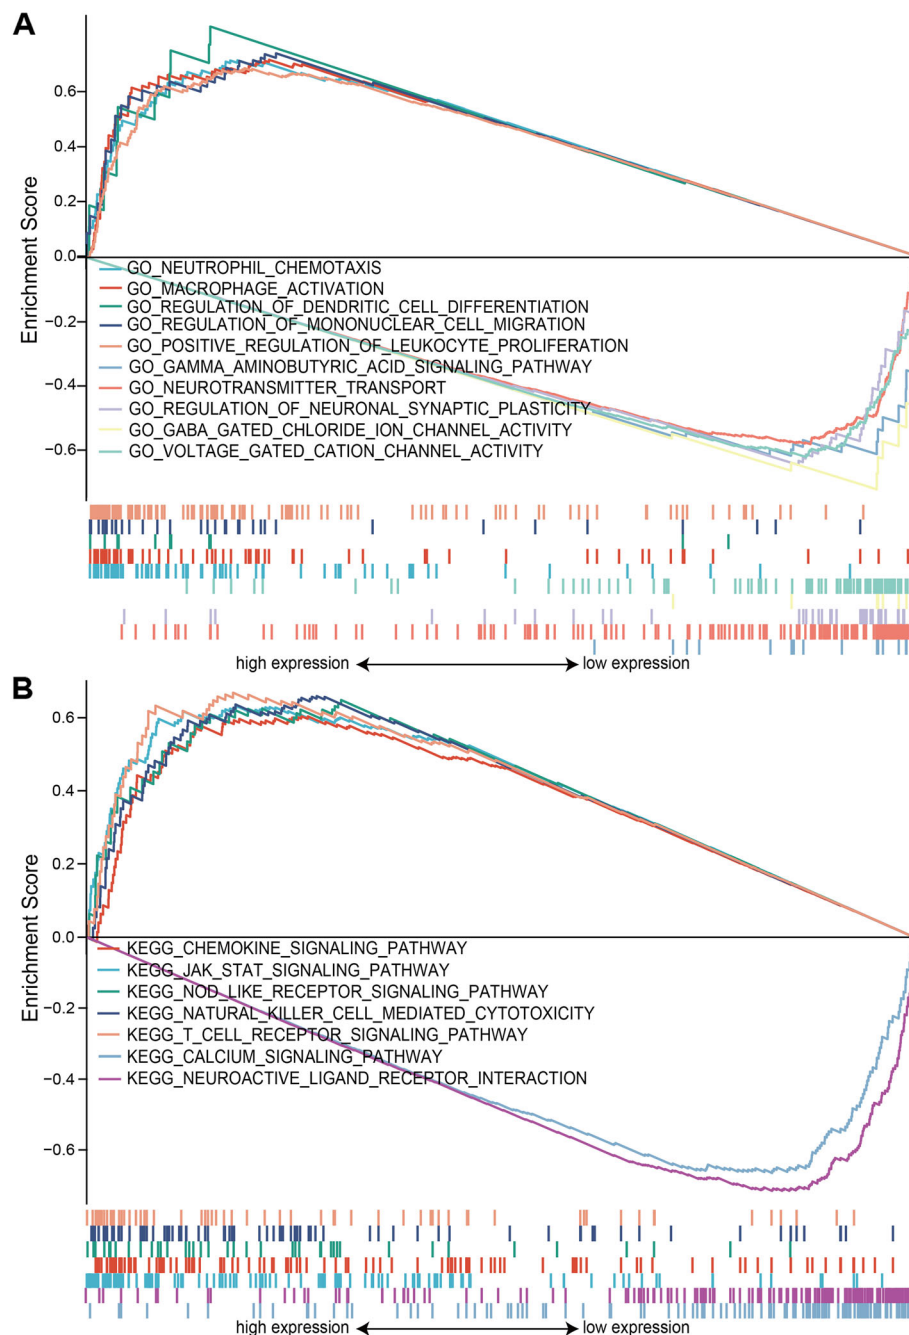 A
0.6
0.4
0.2
0.0
−0.2
−0.4
−0.6
Enrichment Score
GO_NEUTROPHIL_CHEMOTAXIS
GO_MACROPHAGE_ACTIVATION
GO_REGULATION_OF_DENDRITIC_CELL_DIFFERENTIATION
GO_REGULATION_OF_MONONUCLEAR_CELL_MIGRATION
GO_POSITIVE_REGULATION_OF_LEUKOCYTE_PROLIFERATION
GO_GAMMA_AMINOBUTYRIC_ACID_SIGNALING_PATHWAY
GO_NEUROTRANSMITTER_TRANSPORT
GO_REGULATION_OF_NEURONAL_SYNAPTIC_PLASTICITY
GO_GABA_GATED_CHLORIDE_ION_CHANNEL_ACTIVITY
GO_VOLTAGE_GATED_CATION_CHANNEL_ACTIVITY
high expression low expression
B
0.6
0.4
0.2
0.0
−0.2
−0.4
−0.6
Enrichment Score
KEGG_CHEMOKINE_SIGNALING_PATHWAY
KEGG_JAK_STAT_SIGNALING_PATHWAY
KEGG_NOD_LIKE_RECEPTOR_SIGNALING_PATHWAY
KEGG_NATURAL_KILLER_CELL_MEDIATED_CYTOTOXICITY
KEGG_T_CELL_RECEPTOR_SIGNALING_PATHWAY
KEGG_CALCIUM_SIGNALING_PATHWAY
KEGG_NEUROACTIVE_LIGAND_RECEPTOR_INTERACTION
high expression low expression